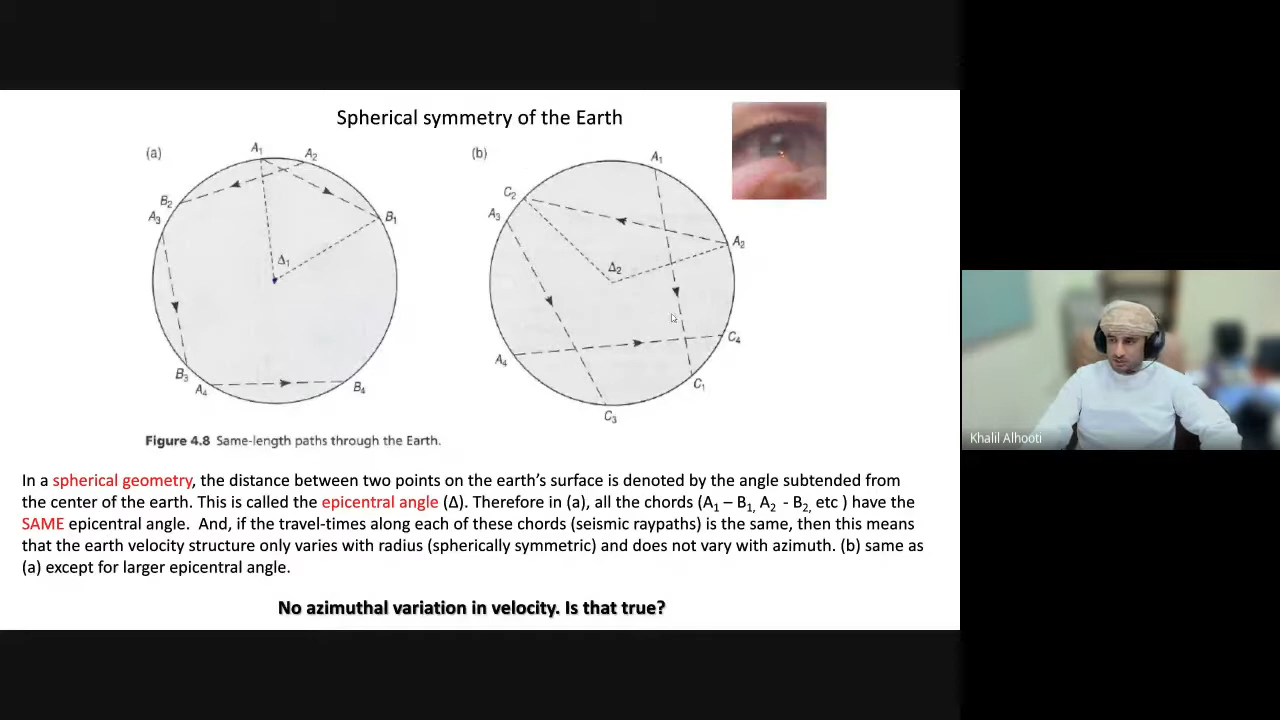 Spherical symmetry of the Earth
(a)
A₁
A₂
B₂
A₃
B₁
Δ₁
B₃
A₄
B₄
(b)
A₁
C₂
A₃
A₂
Δ₂
C₄
A₄
C₁
C₃
Figure 4.8 Same-length paths through the Earth.
In a spherical geometry, the distance between two points on the earth's surface is denoted by the angle subtended from
the center of the earth. This is called the epicentral angle (Δ). Therefore in (a), all the chords (A₁ – B₁, A₂ - B₂, etc ) have the
SAME epicentral angle. And, if the travel-times along each of these chords (seismic raypaths) is the same, then this means
that the earth velocity structure only varies with radius (spherically symmetric) and does not vary with azimuth. (b) same as
(a) except for larger epicentral angle.
No azimuthal variation in velocity. Is that true?
Khalil Alhooti